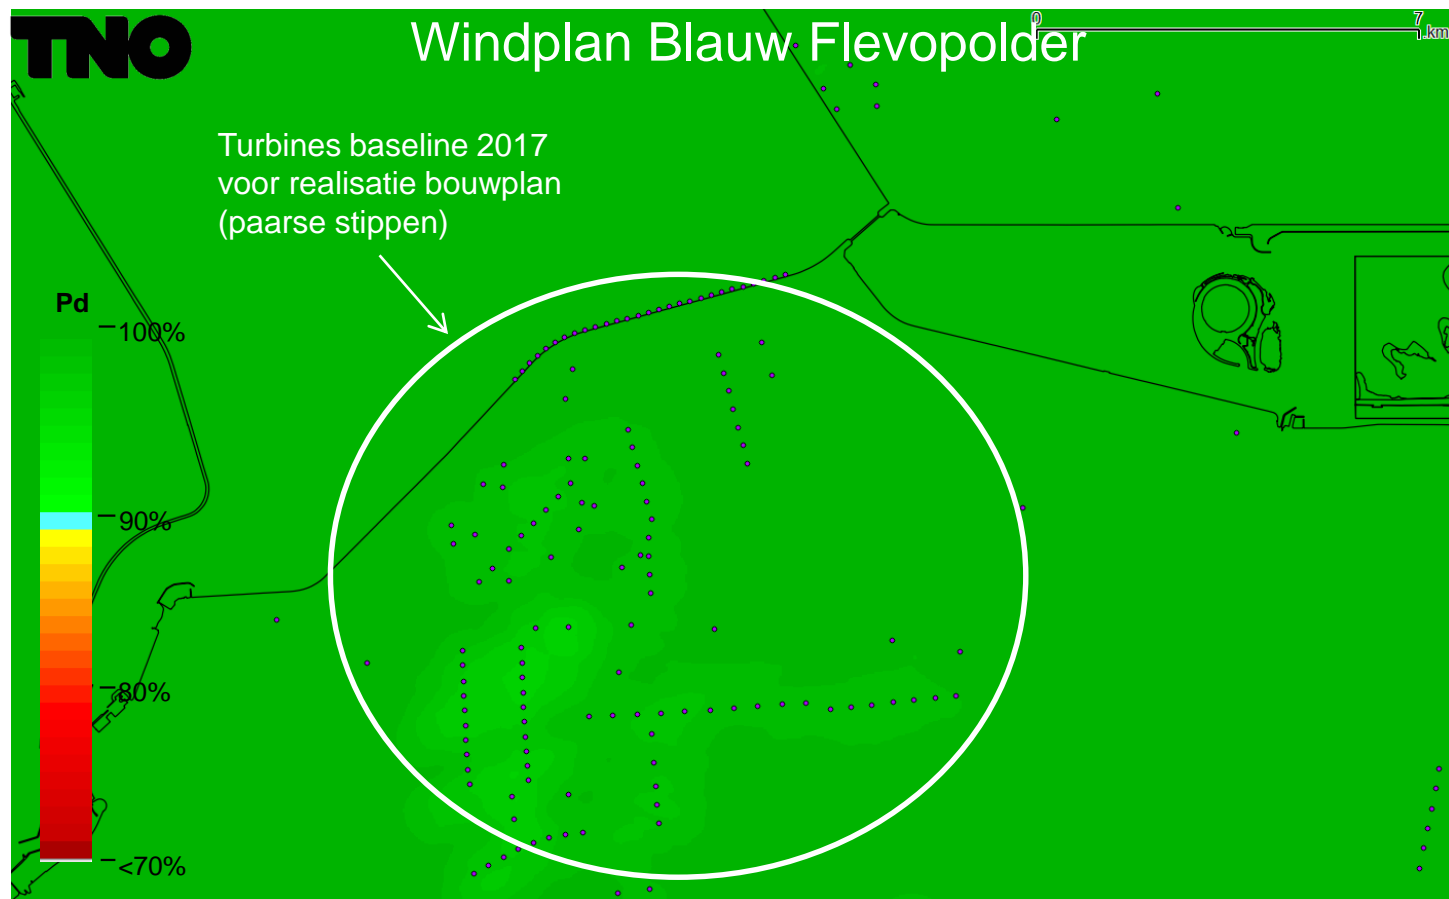 TNO
Windplan Blauw Flevopolder
0
7
km
Turbines baseline 2017
voor realisatie bouwplan
(paarse stippen)
Pd
100%
90%
80%
<70%